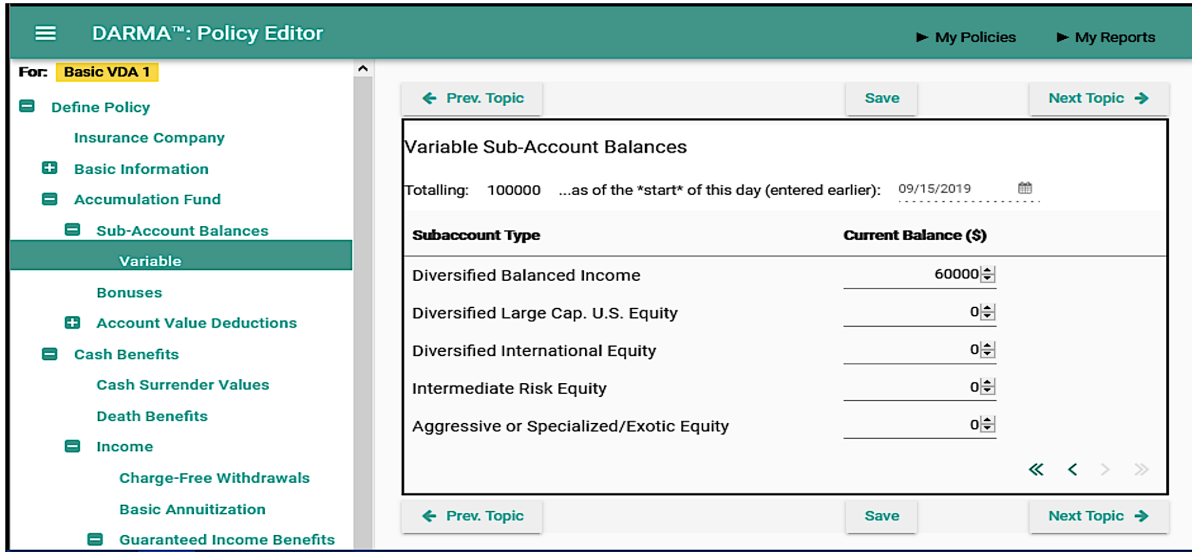 DARMA™: Policy Editor
► My Policies ► My Reports
For: Basic VDA 1
Define Policy
Insurance Company
Basic Information
Accumulation Fund
Sub-Account Balances
Variable
Bonuses
Account Value Deductions
Cash Benefits
Cash Surrender Values
Death Benefits
Income
Charge-Free Withdrawals
Basic Annuitization
Guaranteed Income Benefits
← Prev. Topic Save Next Topic →
Variable Sub-Account Balances
Totalling: 100000 ...as of the *start* of this day (entered earlier): 09/15/2019
Subaccount Type Current Balance ($)
Diversified Balanced Income 60000
Diversified Large Cap. U.S. Equity 0
Diversified International Equity 0
Intermediate Risk Equity 0
Aggressive or Specialized/Exotic Equity 0
← Prev. Topic Save Next Topic →